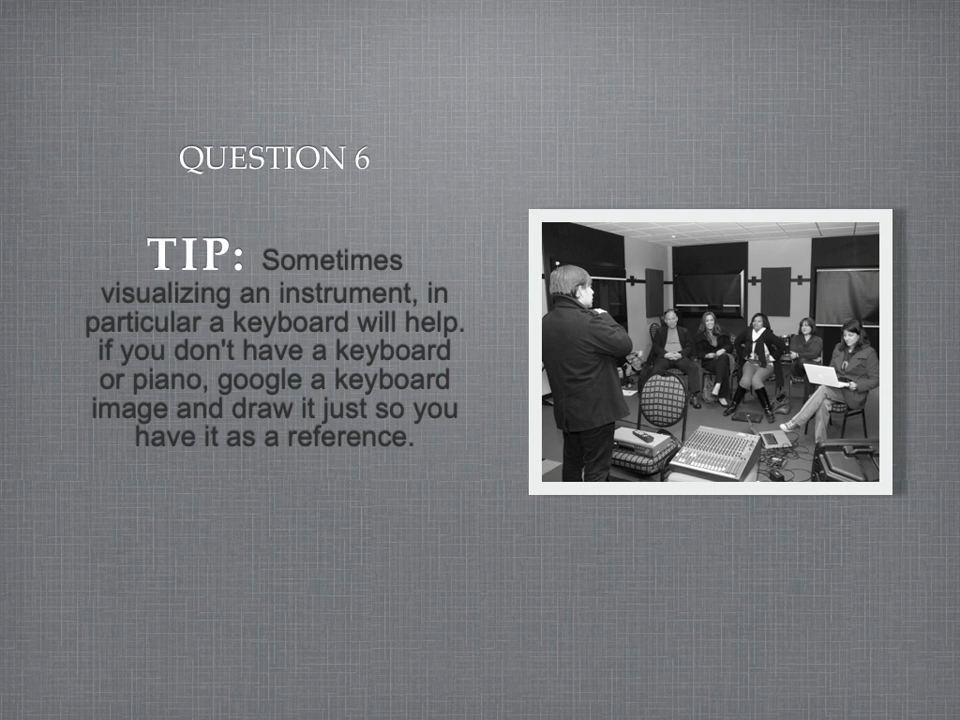 QUESTION 6
TIP: Sometimes
visualizing an instrument, in
particular a keyboard will help.
if you don't have a keyboard
or piano, google a keyboard
image and draw it just so you
have it as a reference.